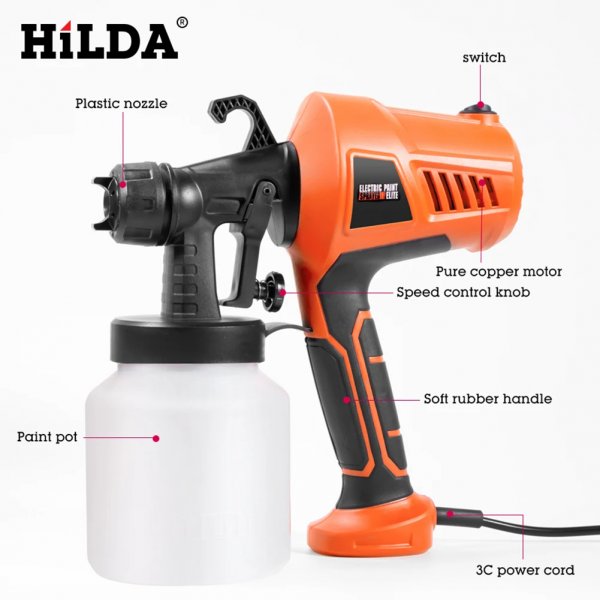 HiLDA®
switch
Plastic nozzle
ELECTRIC PAINT
SPRAYER ELITE
Pure copper motor
Speed control knob
Soft rubber handle
Paint pot
3C power cord